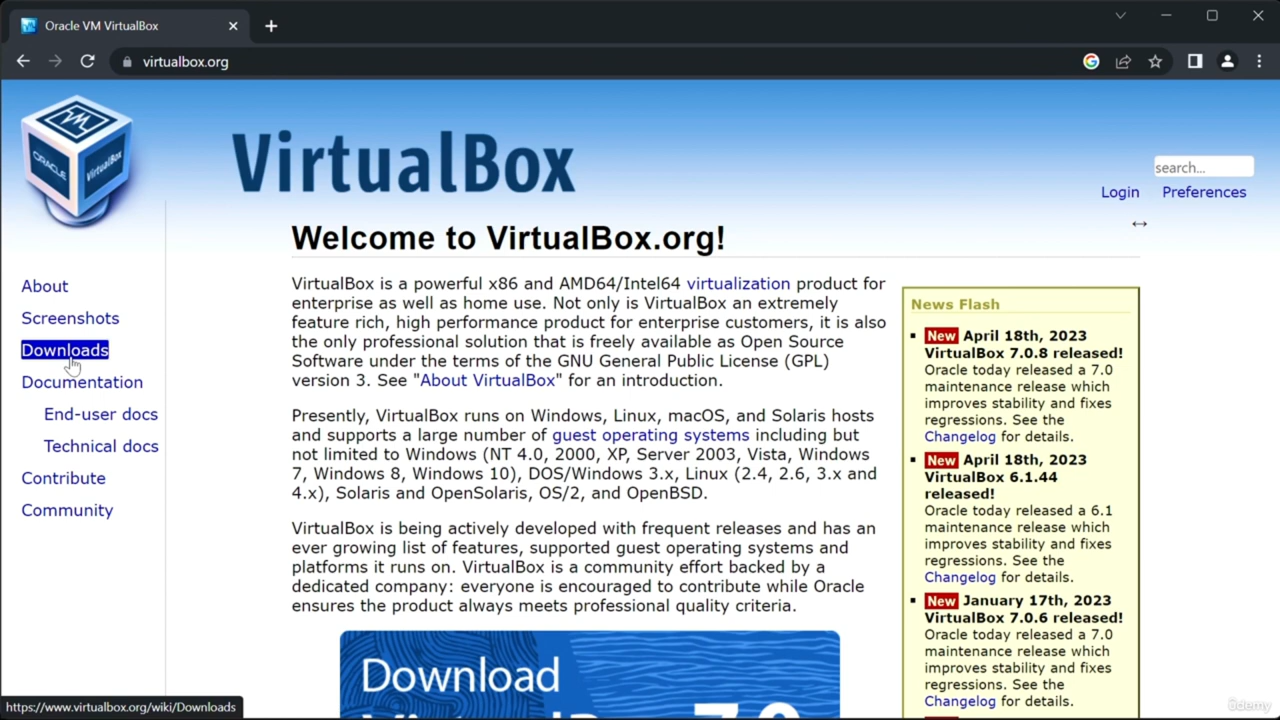 Oracle VM VirtualBox
virtualbox.org
ORACLE
VirtualBox
VirtualBox
search...
Login Preferences
Welcome to VirtualBox.org!
About
Screenshots
Downloads
Documentation
End-user docs
Technical docs
Contribute
Community
VirtualBox is a powerful x86 and AMD64/Intel64 virtualization product for
enterprise as well as home use. Not only is VirtualBox an extremely
feature rich, high performance product for enterprise customers, it is also
the only professional solution that is freely available as Open Source
Software under the terms of the GNU General Public License (GPL)
version 3. See "About VirtualBox" for an introduction.
Presently, VirtualBox runs on Windows, Linux, macOS, and Solaris hosts
and supports a large number of guest operating systems including but
not limited to Windows (NT 4.0, 2000, XP, Server 2003, Vista, Windows
7, Windows 8, Windows 10), DOS/Windows 3.x, Linux (2.4, 2.6, 3.x and
4.x), Solaris and OpenSolaris, OS/2, and OpenBSD.
VirtualBox is being actively developed with frequent releases and has an
ever growing list of features, supported guest operating systems and
platforms it runs on. VirtualBox is a community effort backed by a
dedicated company: everyone is encouraged to contribute while Oracle
ensures the product always meets professional quality criteria.
Download
News Flash
New April 18th, 2023
VirtualBox 7.0.8 released!
Oracle today released a 7.0
maintenance release which
improves stability and fixes
regressions. See the
Changelog for details.
New April 18th, 2023
VirtualBox 6.1.44
released!
Oracle today released a 6.1
maintenance release which
improves stability and fixes
regressions. See the
Changelog for details.
New January 17th, 2023
VirtualBox 7.0.6 released!
Oracle today released a 7.0
maintenance release which
improves stability and fixes
regressions. See the
Changelog for details.
https://www.virtualbox.org/wiki/Downloads
ûdemy